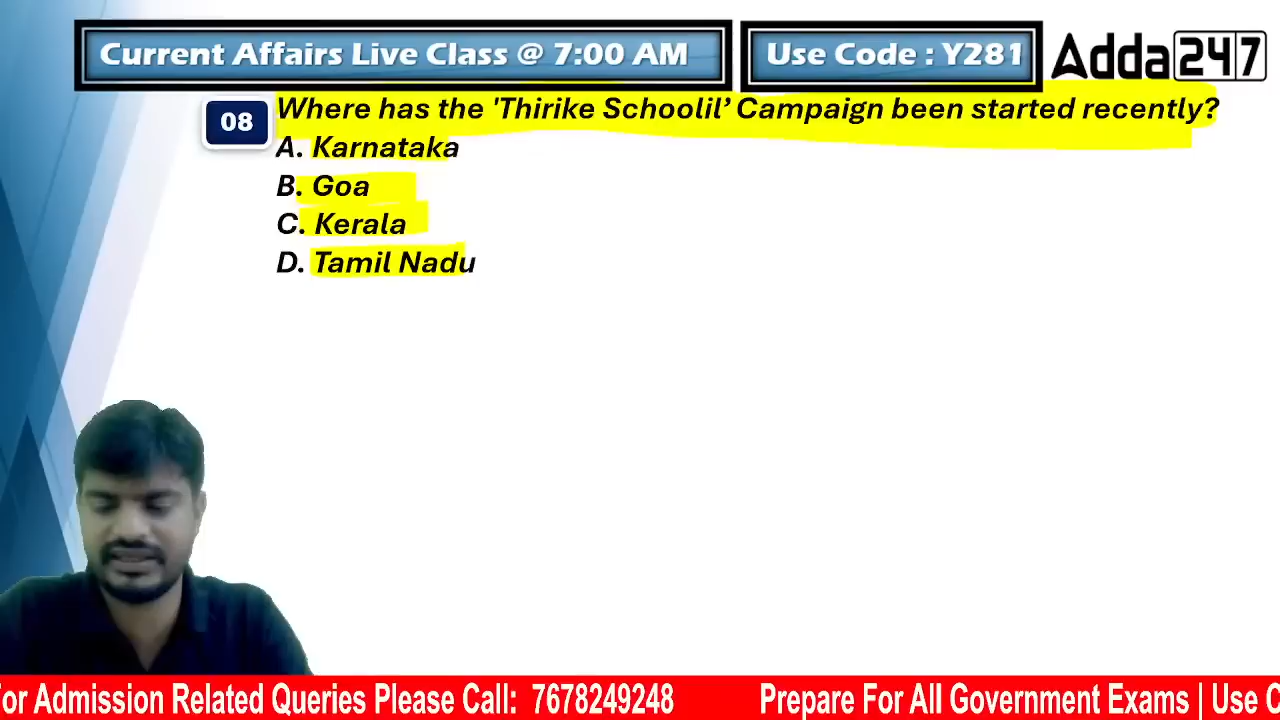 Current Affairs Live Class @ 7:00 AM
Use Code : Y281
Adda247
08
Where has the 'Thirike Schoolil’ Campaign been started recently?
A. Karnataka
B. Goa
C. Kerala
D. Tamil Nadu
For Admission Related Queries Please Call: 7678249248
Prepare For All Government Exams | Use C